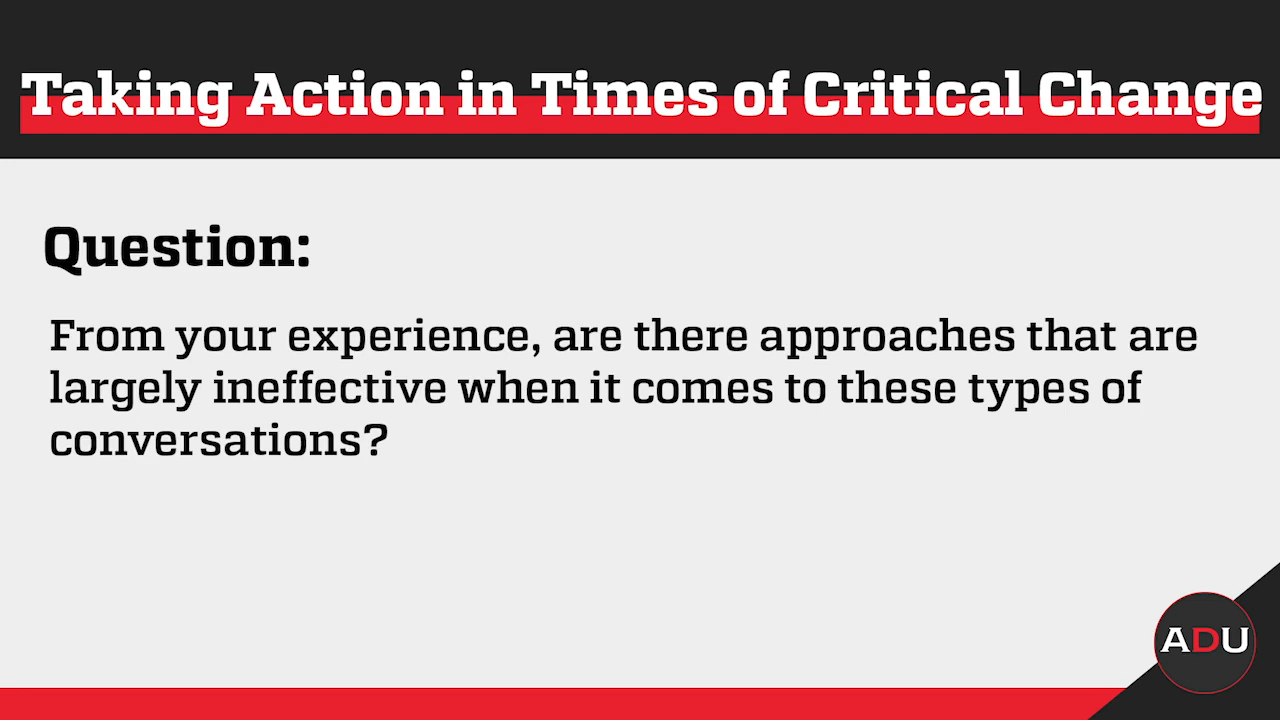 Taking Action in Times of Critical Change
Question:
From your experience, are there approaches that are
largely ineffective when it comes to these types of
conversations?
ADU